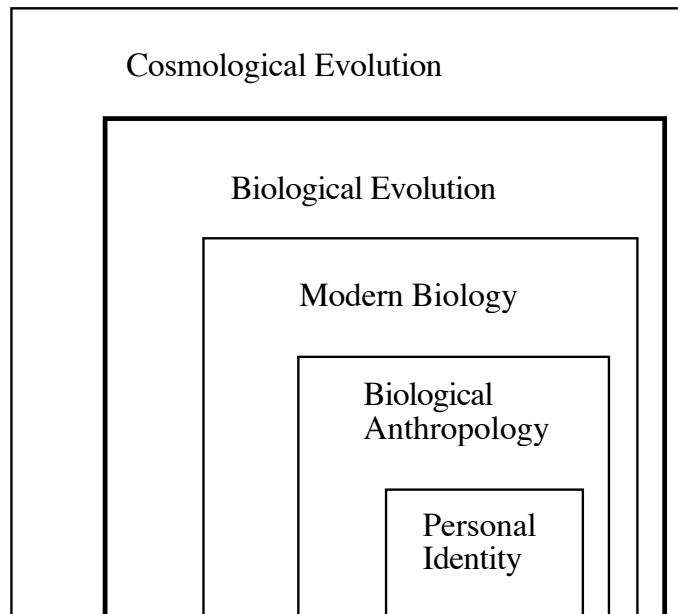 Cosmological Evolution
Biological Evolution
Modern Biology
Biological
Anthropology
Personal
Identity